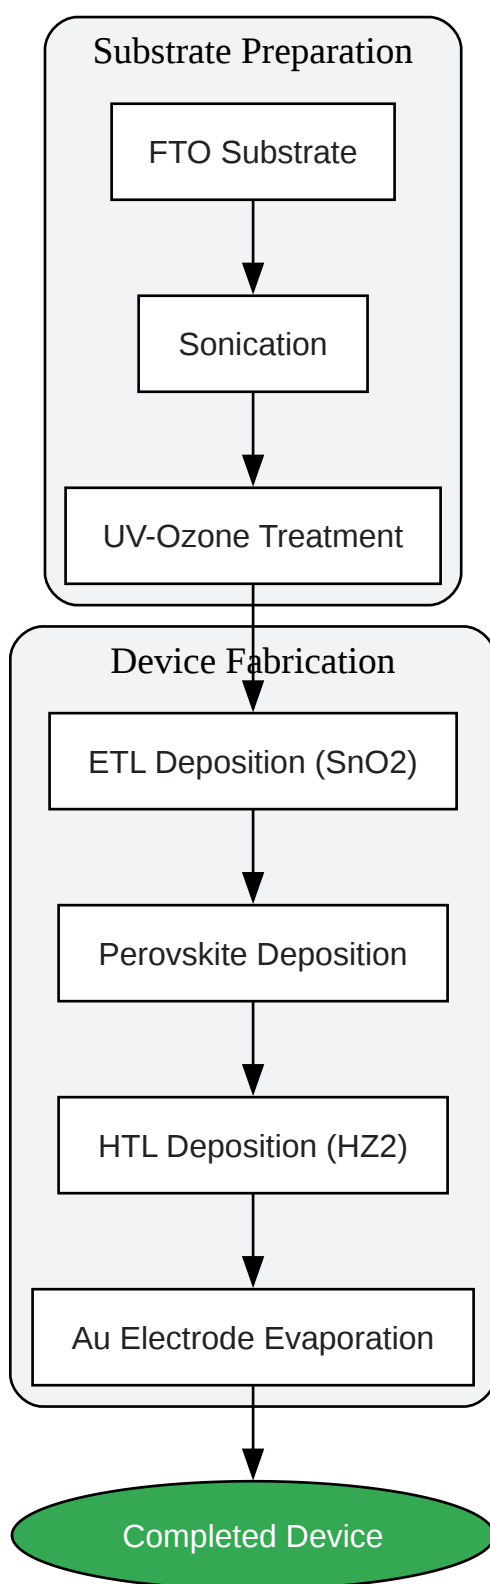 Substrate Preparation
FTO Substrate
Sonication
UV-Ozone Treatment
Device Fabrication
ETL Deposition (SnO2)
Perovskite Deposition
HTL Deposition (HZ2)
Au Electrode Evaporation
Completed Device